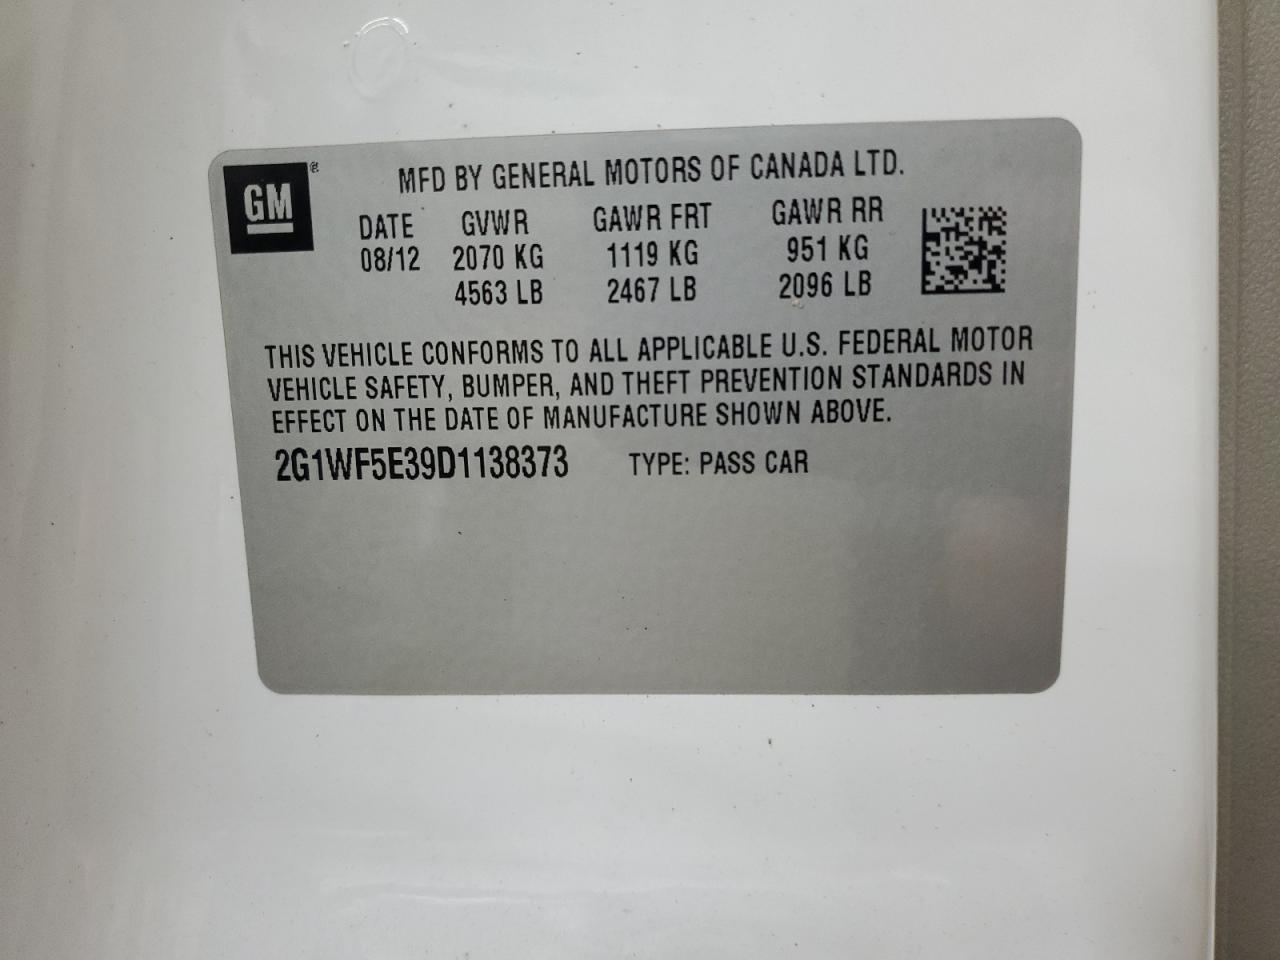 GM®
MFD BY GENERAL MOTORS OF CANADA LTD.
DATE GVWR GAWR FRT GAWR RR
08/12 2070 KG 1119 KG 951 KG
4563 LB 2467 LB 2096 LB
THIS VEHICLE CONFORMS TO ALL APPLICABLE U.S. FEDERAL MOTOR
VEHICLE SAFETY, BUMPER, AND THEFT PREVENTION STANDARDS IN
EFFECT ON THE DATE OF MANUFACTURE SHOWN ABOVE.
2G1WF5E39D1138373 TYPE: PASS CAR